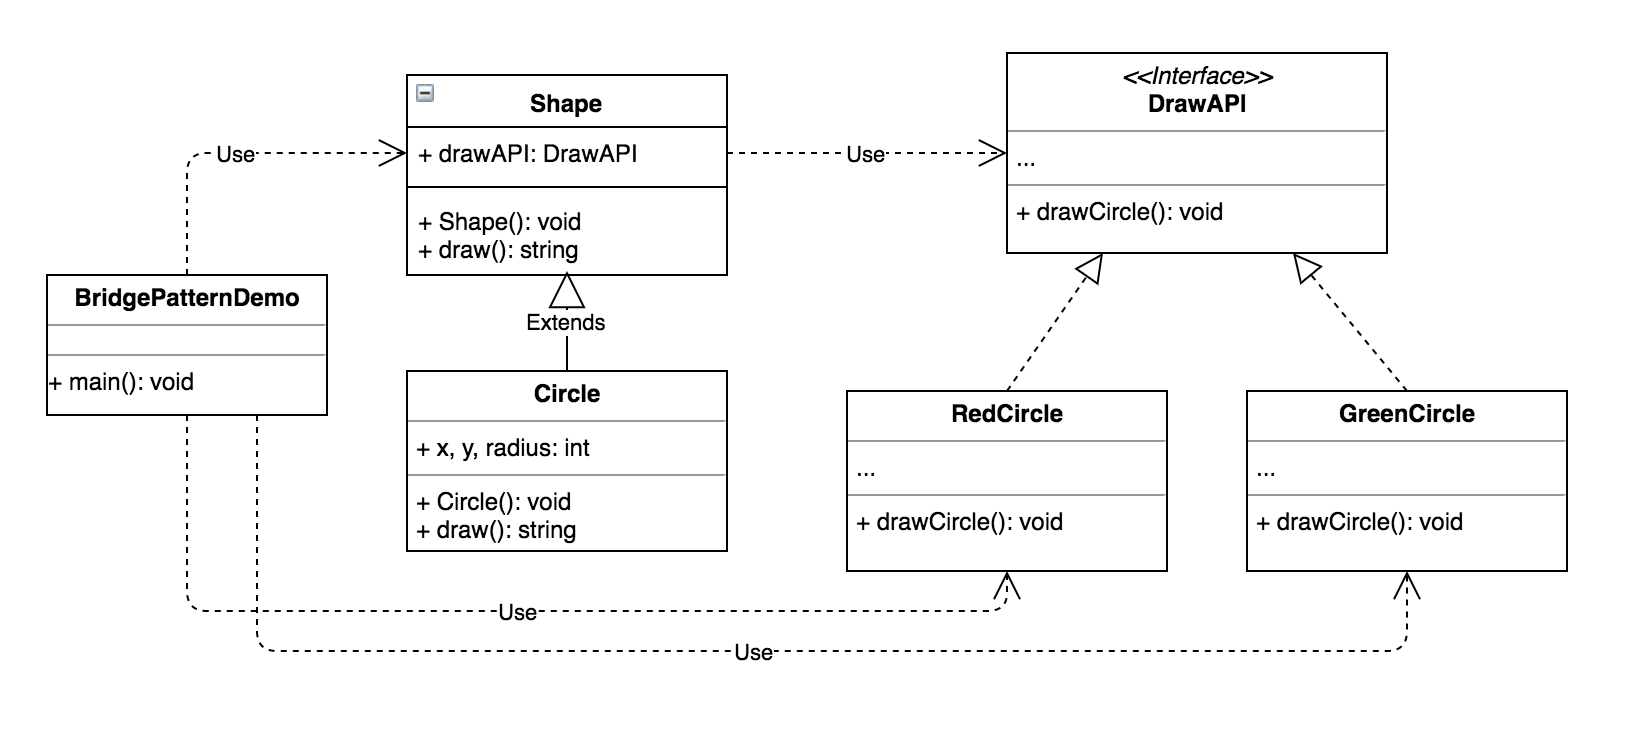 <<Interface>>
DrawAPI
...
+ drawCircle(): void
Shape
+ drawAPI: DrawAPI
+ Shape(): void
+ draw(): string
Use
Use
BridgePatternDemo
+ main(): void
Extends
Circle
+ x, y, radius: int
+ Circle(): void
+ draw(): string
RedCircle
...
+ drawCircle(): void
GreenCircle
...
+ drawCircle(): void
Use
Use